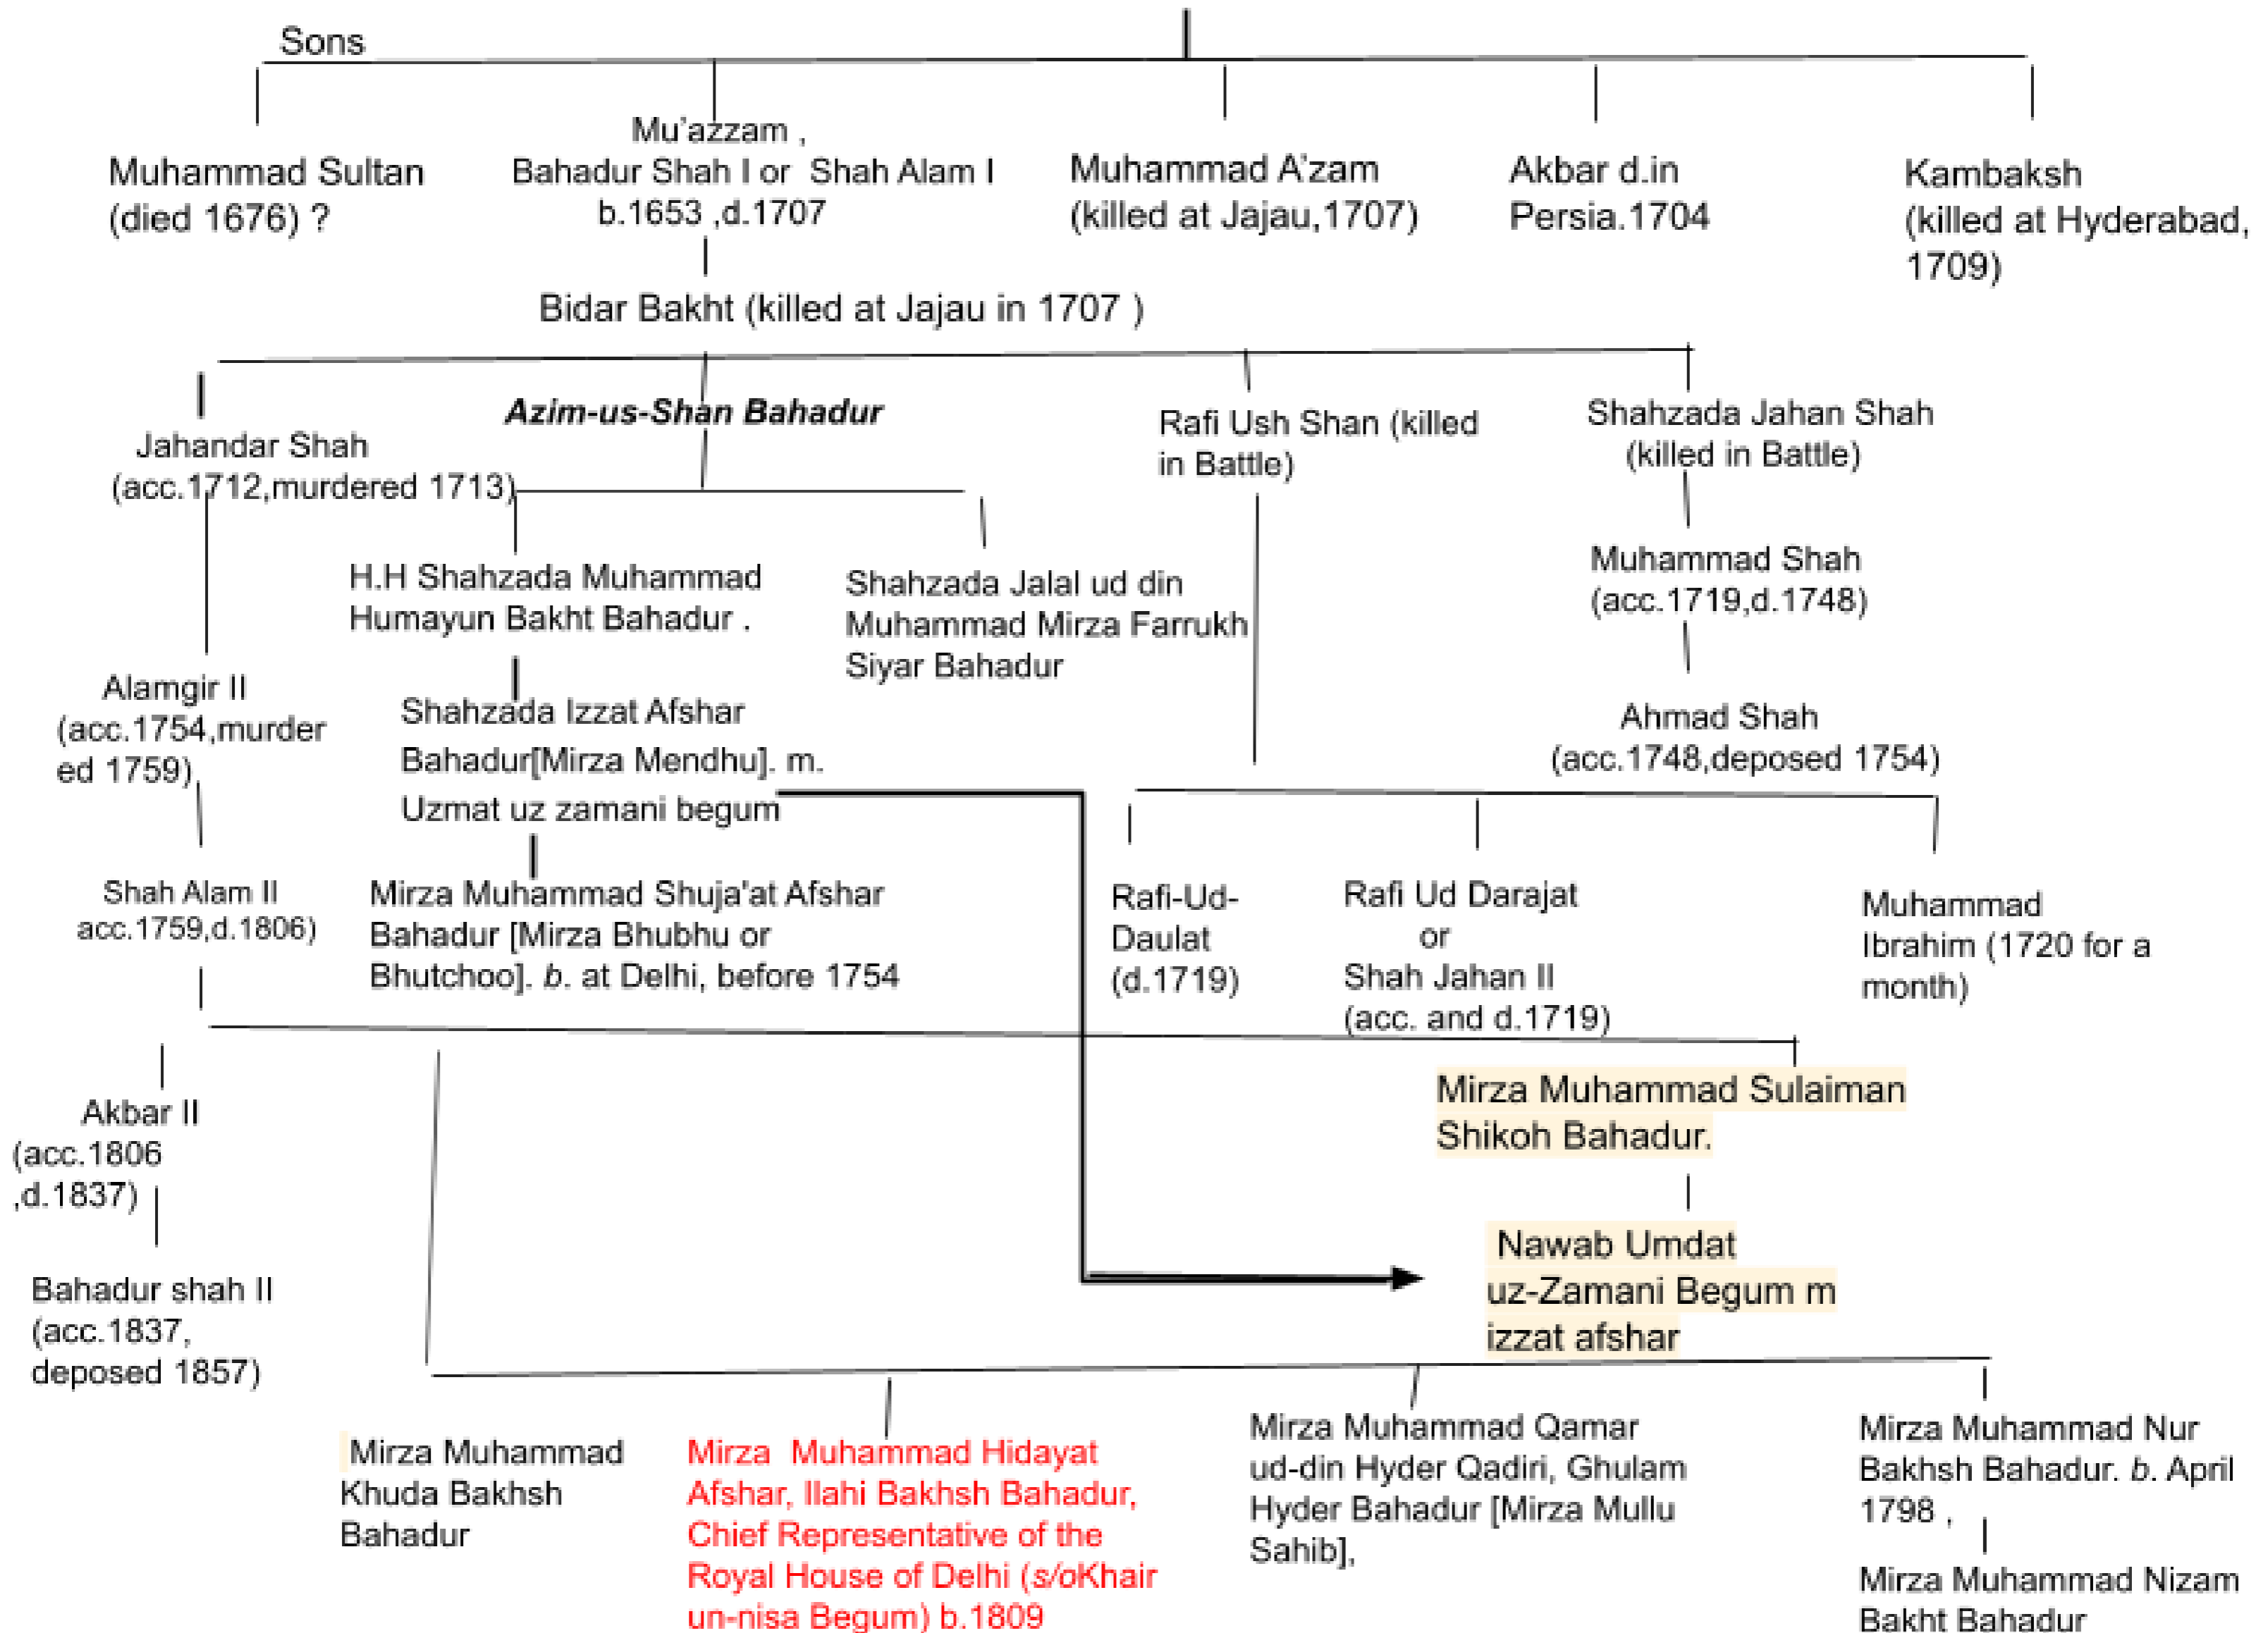 Sons
Muhammad Sultan
(died 1676) ?
Mu’azzam ,
Bahadur Shah I or  Shah Alam I
b.1653 ,d.1707
Muhammad A’zam
(killed at Jajau,1707)
Akbar d.in
Persia.1704
Kambaksh
(killed at Hyderabad,
1709)
Bidar Bakht (killed at Jajau in 1707 )
Jahandar Shah
(acc.1712,murdered 1713)
Azim-us-Shan Bahadur
Rafi Ush Shan (killed
in Battle)
Shahzada Jahan Shah
(killed in Battle)
H.H Shahzada Muhammad
Humayun Bakht Bahadur .
Shahzada Jalal ud din
Muhammad Mirza Farrukh
Siyar Bahadur
Muhammad Shah
(acc.1719,d.1748)
Alamgir II
(acc.1754,murder
ed 1759)
Shahzada Izzat Afshar
Bahadur[Mirza Mendhu]. m.
Uzmat uz zamani begum
Ahmad Shah
(acc.1748,deposed 1754)
Shah Alam II
acc.1759,d.1806)
Mirza Muhammad Shuja'at Afshar
Bahadur [Mirza Bhubhu or
Bhutchoo]. b. at Delhi, before 1754
Rafi-Ud-
Daulat
(d.1719)
Rafi Ud Darajat
or
Shah Jahan II
(acc. and d.1719)
Muhammad
Ibrahim (1720 for a
month)
Akbar II
(acc.1806
,d.1837)
Mirza Muhammad Sulaiman
Shikoh Bahadur.
Nawab Umdat
uz-Zamani Begum m
izzat afshar
Bahadur shah II
(acc.1837,
deposed 1857)
Mirza Muhammad
Khuda Bakhsh
Bahadur
Mirza  Muhammad Hidayat
Afshar, Ilahi Bakhsh Bahadur,
Chief Representative of the
Royal House of Delhi (s/oKhair
un-nisa Begum) b.1809
Mirza Muhammad Qamar
ud-din Hyder Qadiri, Ghulam
Hyder Bahadur [Mirza Mullu
Sahib],
Mirza Muhammad Nur
Bakhsh Bahadur. b. April
1798 ,
Mirza Muhammad Nizam
Bakht Bahadur